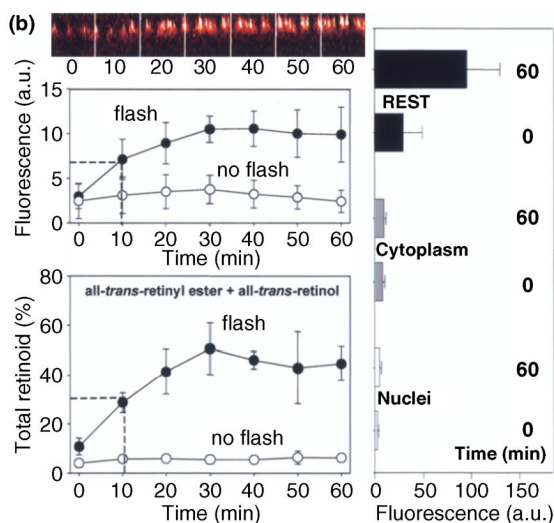 (b)
0 10 20 30 40 50 60
Fluorescence (a.u.)
15
10
5
0
flash
no flash
0 10 20 30 40 50 60
Time (min)
Total retinoid (%)
80
60
40
20
0
all-trans-retinyl ester + all-trans-retinol
flash
no flash
0 10 20 30 40 50 60
Time (min)
60
REST
0
60
Cytoplasm
0
60
Nuclei
0
Time (min)
0 50 100 150
Fluorescence (a.u.)